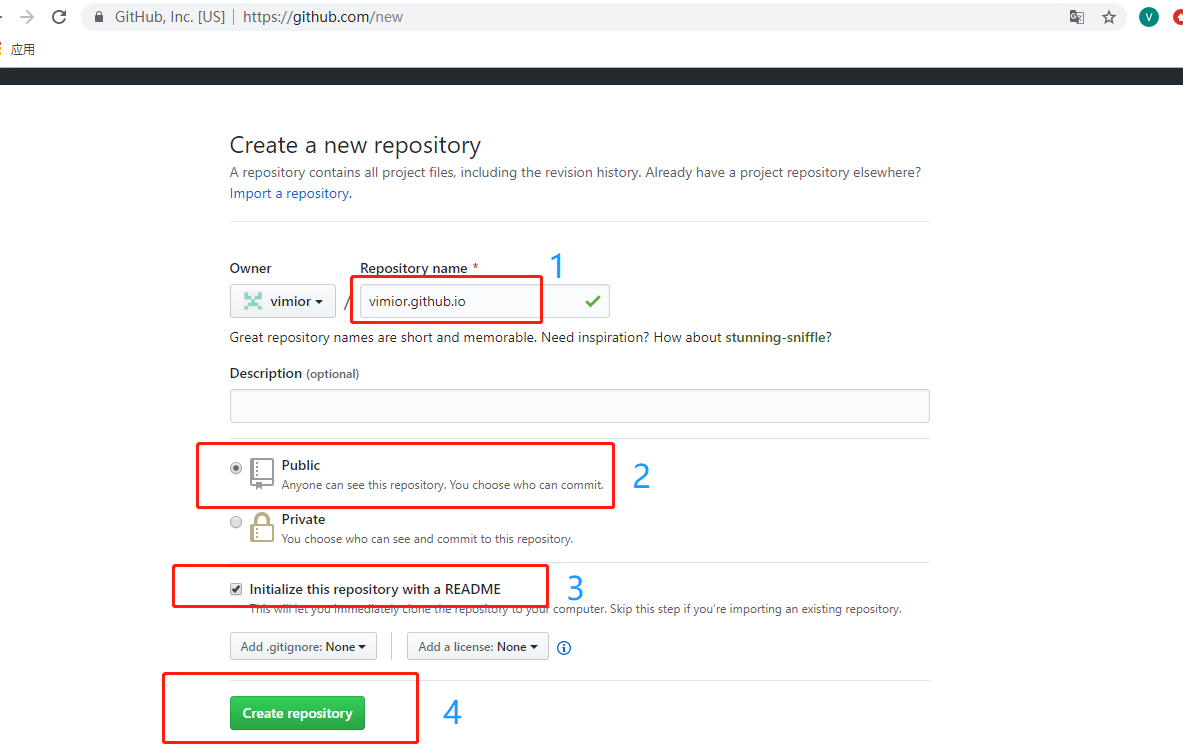 GitHub, Inc. [US] | https://github.com/new
V
应用
Create a new repository
A repository contains all project files, including the revision history. Already have a project repository elsewhere?
Import a repository.
Owner
Repository name *
1
vimior
/
vimior.github.io
Great repository names are short and memorable. Need inspiration? How about stunning-sniffle?
Description (optional)
Public
Anyone can see this repository. You choose who can commit.
2
Private
You choose who can see and commit to this repository.
Initialize this repository with a README
3
This will let you immediately clone the repository to your computer. Skip this step if you're importing an existing repository.
Add .gitignore: None
Add a license: None
Create repository
4